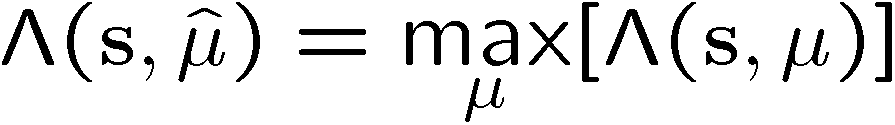 Λ(s, μ̂) = max_μ[Λ(s, μ)]